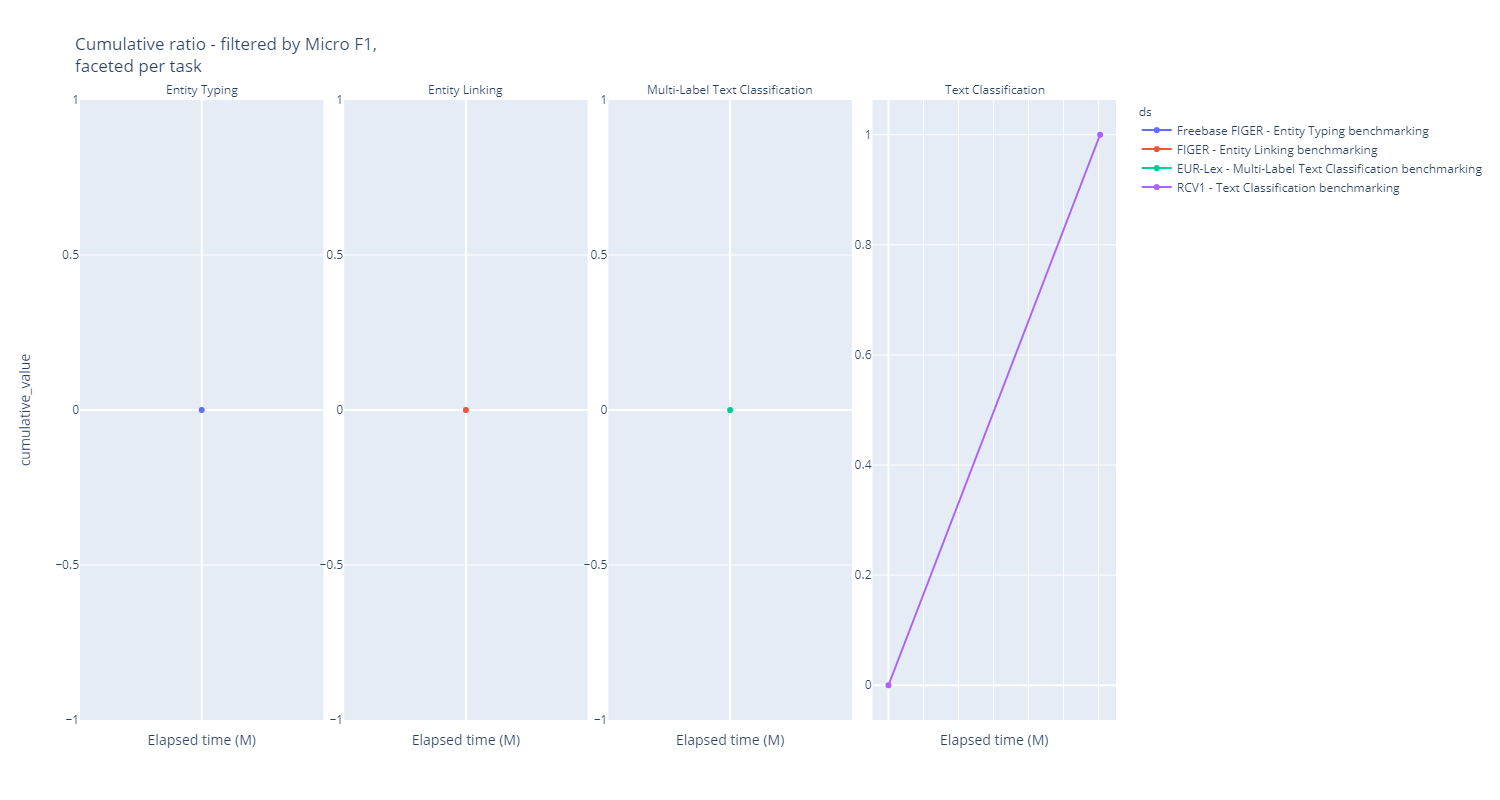 Cumulative ratio - filtered by Micro F1,
faceted per task
Entity Typing
Entity Linking
Multi-Label Text Classification
Text Classification
cumulative_value
1
0.5
0
−0.5
−1
1
0.5
0
−0.5
−1
1
0.5
0
−0.5
−1
1
0.8
0.6
0.4
0.2
0
Elapsed time (M)
Elapsed time (M)
Elapsed time (M)
Elapsed time (M)
ds
Freebase FIGER - Entity Typing benchmarking
FIGER - Entity Linking benchmarking
EUR-Lex - Multi-Label Text Classification benchmarking
RCV1 - Text Classification benchmarking